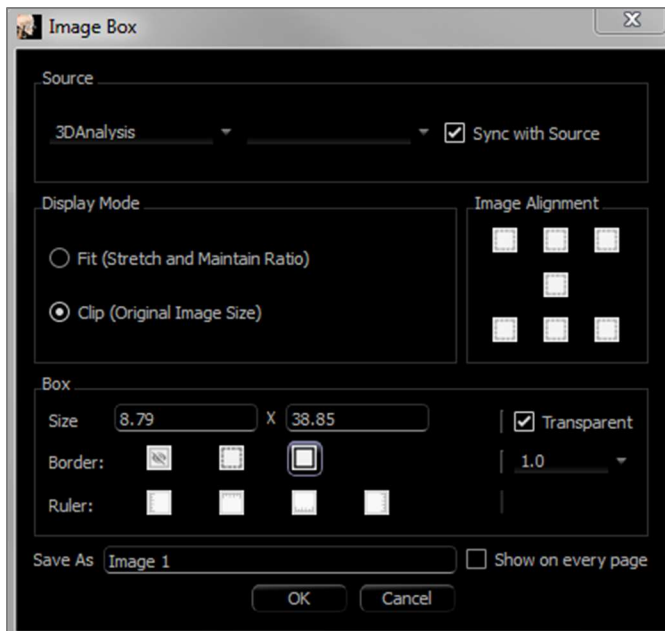 Image Box
Source
3DAnalysis
Sync with Source
Display Mode
Image Alignment
Fit (Stretch and Maintain Ratio)
Clip (Original Image Size)
Box
Size 8.79 X 38.85
Transparent
Border:
1.0
Ruler:
Save As Image 1
Show on every page
OK Cancel